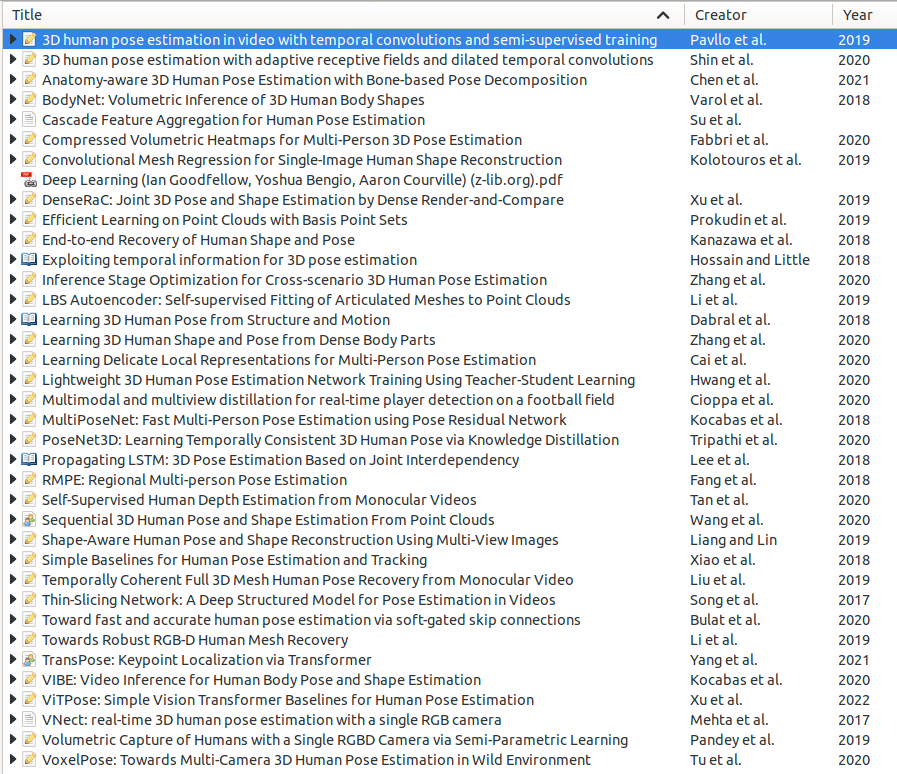 Title Creator Year
3D human pose estimation in video with temporal convolutions and semi-supervised training Pavllo et al. 2019
3D human pose estimation with adaptive receptive fields and dilated temporal convolutions Shin et al. 2020
Anatomy-aware 3D Human Pose Estimation with Bone-based Pose Decomposition Chen et al. 2021
BodyNet: Volumetric Inference of 3D Human Body Shapes Varol et al. 2018
Cascade Feature Aggregation for Human Pose Estimation Su et al.
Compressed Volumetric Heatmaps for Multi-Person 3D Pose Estimation Fabbri et al. 2020
Convolutional Mesh Regression for Single-Image Human Shape Reconstruction Kolotouros et al. 2019
Deep Learning (Ian Goodfellow, Yoshua Bengio, Aaron Courville) (z-lib.org).pdf
DenseRaC: Joint 3D Pose and Shape Estimation by Dense Render-and-Compare Xu et al. 2019
Efficient Learning on Point Clouds with Basis Point Sets Prokudin et al. 2019
End-to-end Recovery of Human Shape and Pose Kanazawa et al. 2018
Exploiting temporal information for 3D pose estimation Hossain and Little 2018
Inference Stage Optimization for Cross-scenario 3D Human Pose Estimation Zhang et al. 2020
LBS Autoencoder: Self-supervised Fitting of Articulated Meshes to Point Clouds Li et al. 2019
Learning 3D Human Pose from Structure and Motion Dabral et al. 2018
Learning 3D Human Shape and Pose from Dense Body Parts Zhang et al. 2020
Learning Delicate Local Representations for Multi-Person Pose Estimation Cai et al. 2020
Lightweight 3D Human Pose Estimation Network Training Using Teacher-Student Learning Hwang et al. 2020
Multimodal and multiview distillation for real-time player detection on a football field Cioppa et al. 2020
MultiPoseNet: Fast Multi-Person Pose Estimation using Pose Residual Network Kocabas et al. 2018
PoseNet3D: Learning Temporally Consistent 3D Human Pose via Knowledge Distillation Tripathi et al. 2020
Propagating LSTM: 3D Pose Estimation Based on Joint Interdependency Lee et al. 2018
RMPE: Regional Multi-person Pose Estimation Fang et al. 2018
Self-Supervised Human Depth Estimation from Monocular Videos Tan et al. 2020
Sequential 3D Human Pose and Shape Estimation From Point Clouds Wang et al. 2020
Shape-Aware Human Pose and Shape Reconstruction Using Multi-View Images Liang and Lin 2019
Simple Baselines for Human Pose Estimation and Tracking Xiao et al. 2018
Temporally Coherent Full 3D Mesh Human Pose Recovery from Monocular Video Liu et al. 2019
Thin-Slicing Network: A Deep Structured Model for Pose Estimation in Videos Song et al. 2017
Toward fast and accurate human pose estimation via soft-gated skip connections Bulat et al. 2020
Towards Robust RGB-D Human Mesh Recovery Li et al. 2019
TransPose: Keypoint Localization via Transformer Yang et al. 2021
VIBE: Video Inference for Human Body Pose and Shape Estimation Kocabas et al. 2020
ViTPose: Simple Vision Transformer Baselines for Human Pose Estimation Xu et al. 2022
VNect: real-time 3D human pose estimation with a single RGB camera Mehta et al. 2017
Volumetric Capture of Humans with a Single RGBD Camera via Semi-Parametric Learning Pandey et al. 2019
VoxelPose: Towards Multi-Camera 3D Human Pose Estimation in Wild Environment Tu et al. 2020